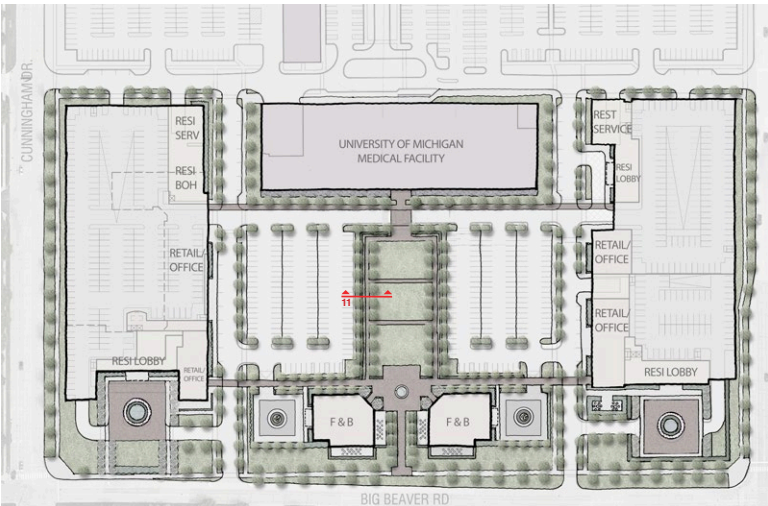 CUNNINGHAM DR.
RESI
SERV
RESI
BOH
UNIVERSITY OF MICHIGAN
MEDICAL FACILITY
REST
SERVICE
RESI
LOBBY
RETAIL/
OFFICE
RETAIL/
OFFICE
11
RETAIL/
OFFICE
RESI LOBBY
RETAIL/
OFFICE
RESI LOBBY
F & B
F & B
BIG BEAVER RD